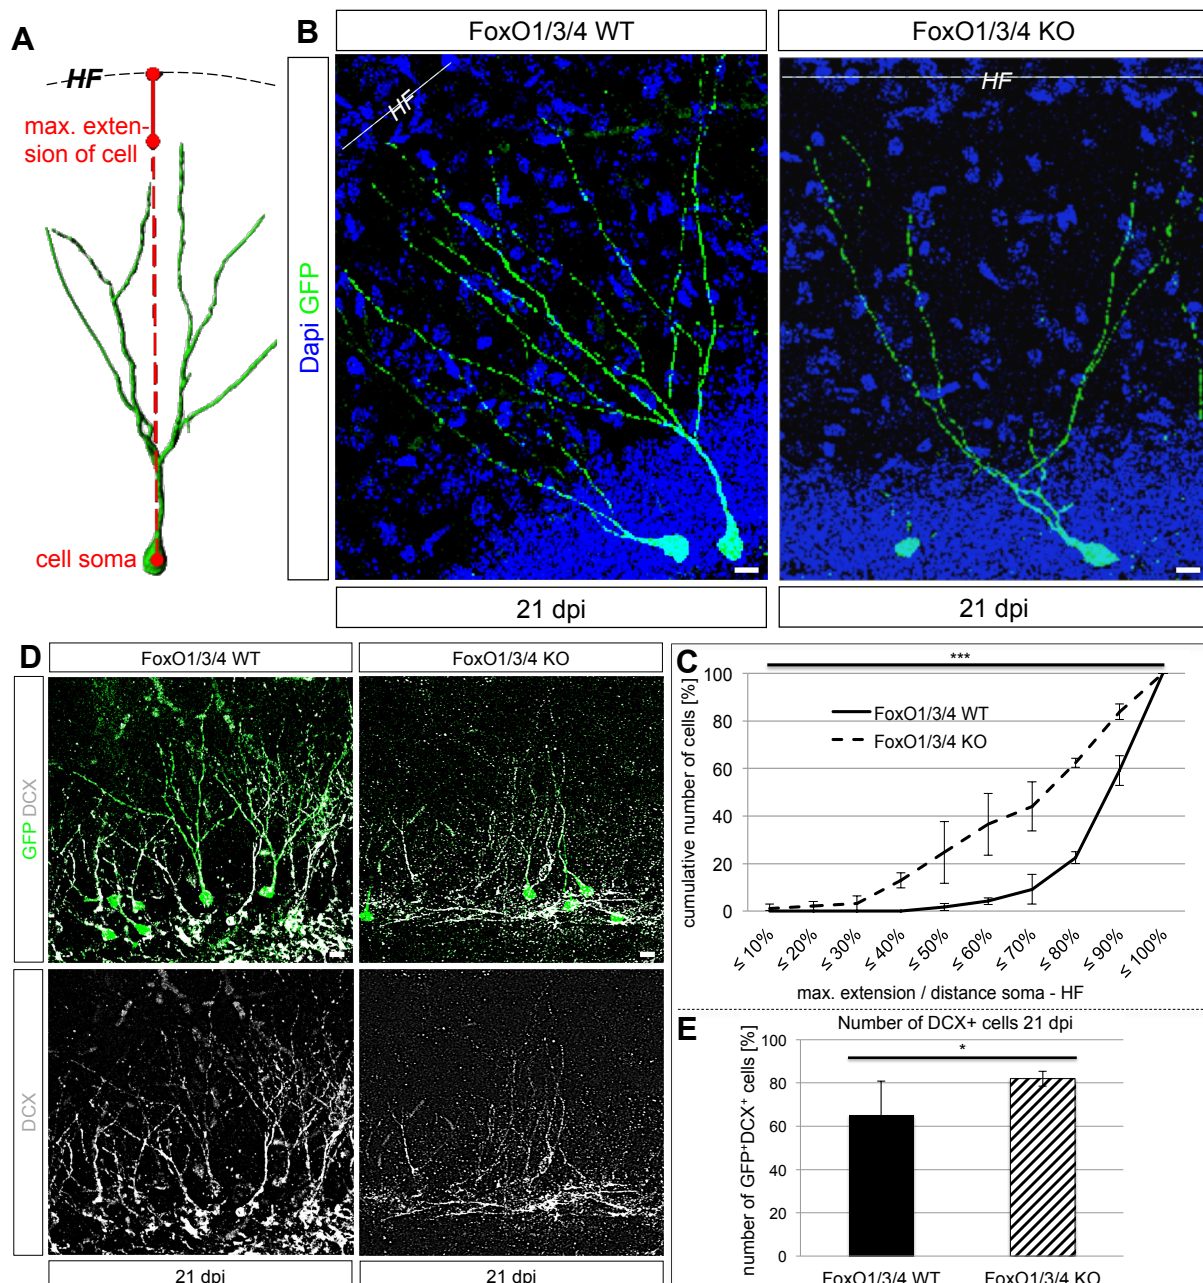 A
HF
max. exten-
sion of cell
cell soma
B
FoxO1/3/4 WT
FoxO1/3/4 KO
Dapi GFP
HF
HF
21 dpi
21 dpi
D
FoxO1/3/4 WT
FoxO1/3/4 KO
GFP DCX
DCX
21 dpi
21 dpi
C
***
cumulative number of cells [%]
100
80
60
40
20
0
FoxO1/3/4 WT
FoxO1/3/4 KO
≤ 10%
≤ 20%
≤ 30%
≤ 40%
≤ 50%
≤ 60%
≤ 70%
≤ 80%
≤ 90%
≤ 100%
max. extension / distance soma - HF
E
Number of DCX+ cells 21 dpi
*
number of GFP⁺DCX⁺ cells [%]
100
80
60
40
20
0
FoxO1/3/4 WT
FoxO1/3/4 KO